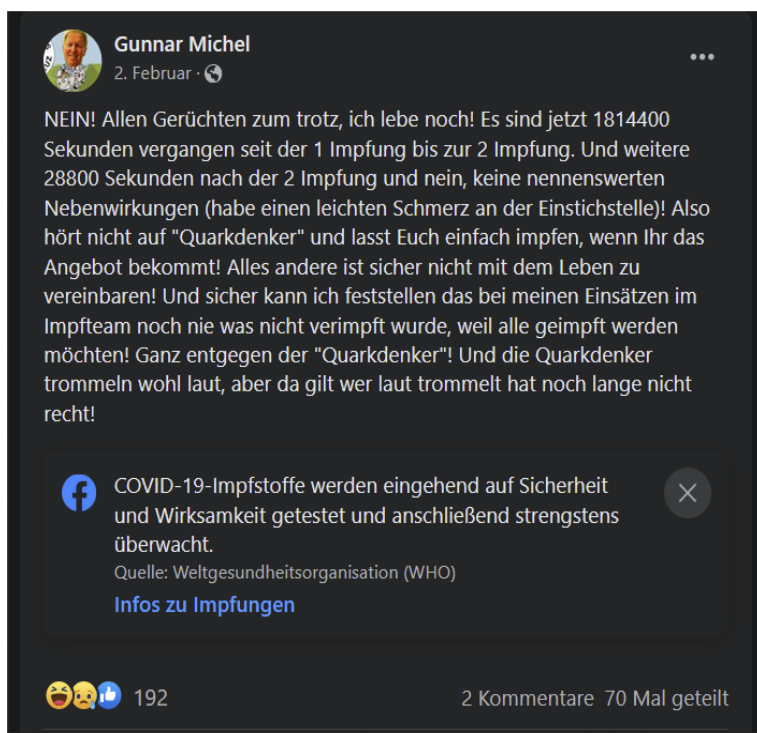 Gunnar Michel
2. Februar ·
NEIN! Allen Gerüchten zum trotz, ich lebe noch! Es sind jetzt 1814400
Sekunden vergangen seit der 1 Impfung bis zur 2 Impfung. Und weitere
28800 Sekunden nach der 2 Impfung und nein, keine nennenswerten
Nebenwirkungen (habe einen leichten Schmerz an der Einstichstelle)! Also
hört nicht auf "Quarkdenker" und lasst Euch einfach impfen, wenn Ihr das
Angebot bekommt! Alles andere ist sicher nicht mit dem Leben zu
vereinbaren! Und sicher kann ich feststellen das bei meinen Einsätzen im
Impfteam noch nie was nicht verimpft wurde, weil alle geimpft werden
möchten! Ganz entgegen der "Quarkdenker"! Und die Quarkdenker
trommeln wohl laut, aber da gilt wer laut trommelt hat noch lange nicht
recht!
COVID-19-Impfstoffe werden eingehend auf Sicherheit
und Wirksamkeit getestet und anschließend strengstens
überwacht.
Quelle: Weltgesundheitsorganisation (WHO)
Infos zu Impfungen
192 2 Kommentare 70 Mal geteilt